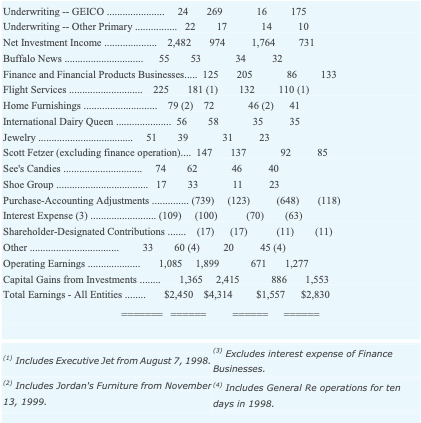 Underwriting -- GEICO ..................... 24 269 16 175
Underwriting -- Other Primary ............... 22 17 14 10
Net Investment Income ................... 2,482 974 1,764 731
Buffalo News ............................ 55 53 34 32
Finance and Financial Products Businesses..... 125 205 86 133
Flight Services ......................... 225 181 (1) 132 110 (1)
Home Furnishings ......................... 79 (2) 72 46 (2) 41
International Dairy Queen ................. 56 58 35 35
Jewelry ............................ 51 39 31 23
Scott Fetzer (excluding finance operation).... 147 137 92 85
See's Candies .......................... 74 62 46 40
Shoe Group ............................. 17 33 11 23
Purchase-Accounting Adjustments .............. (739) (123) (648) (118)
Interest Expense (3) ........................ (109) (100) (70) (63)
Shareholder-Designated Contributions ....... (17) (17) (11) (11)
Other ................................ 33 60 (4) 20 45 (4)
Operating Earnings ................... 1,085 1,899 671 1,277
Capital Gains from Investments ........ 1,365 2,415 886 1,553
Total Earnings - All Entities ........ $2,450 $4,314 $1,557 $2,830
======= ====== ====== ======
(1) Includes Executive Jet from August 7, 1998. (3) Excludes interest expense of Finance
Businesses.
(2) Includes Jordan's Furniture from November (4) Includes General Re operations for ten
13, 1999. days in 1998.